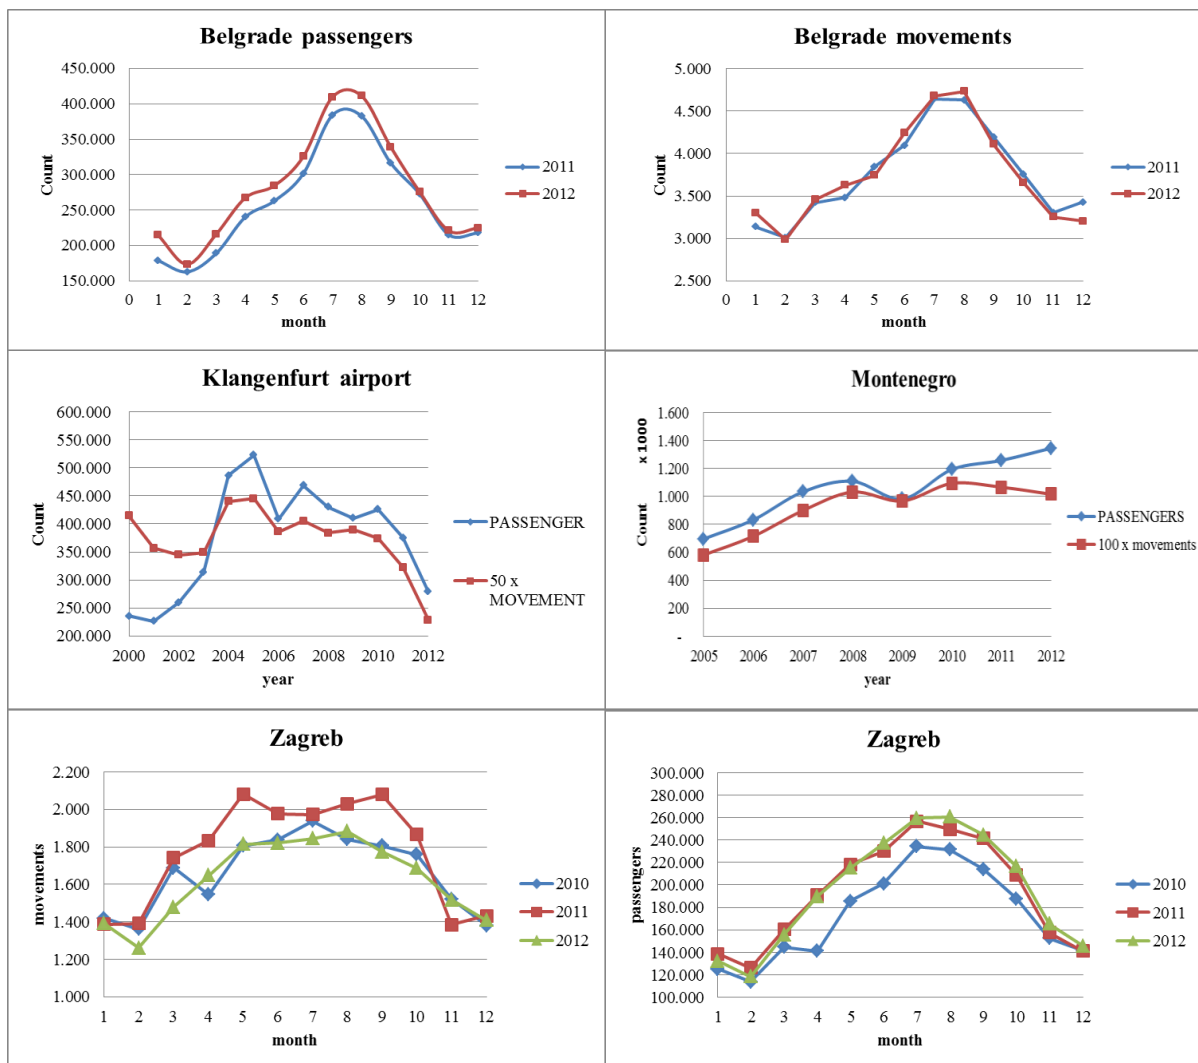 Belgrade passengers
450.000
400.000
350.000
300.000
250.000
200.000
150.000
0 1 2 3 4 5 6 7 8 9 10 11 12
Count
month
2011
2012
Belgrade movements
5.000
4.500
4.000
3.500
3.000
2.500
0 1 2 3 4 5 6 7 8 9 10 11 12
Count
month
2011
2012
Klangenfurt airport
600.000
550.000
500.000
450.000
400.000
350.000
300.000
250.000
200.000
2000 2002 2004 2006 2008 2010 2012
Count
year
PASSENGER
50 x
MOVEMENT
Montenegro
1.600
1.400
1.200
1.000
800
600
400
200
-
2005 2006 2007 2008 2009 2010 2011 2012
Count x 1000
year
PASSENGERS
100 x movements
Zagreb
2.200
2.000
1.800
1.600
1.400
1.200
1.000
1 2 3 4 5 6 7 8 9 10 11 12
movements
month
2010
2011
2012
Zagreb
300.000
280.000
260.000
240.000
220.000
200.000
180.000
160.000
140.000
120.000
100.000
1 2 3 4 5 6 7 8 9 10 11 12
passengers
month
2010
2011
2012